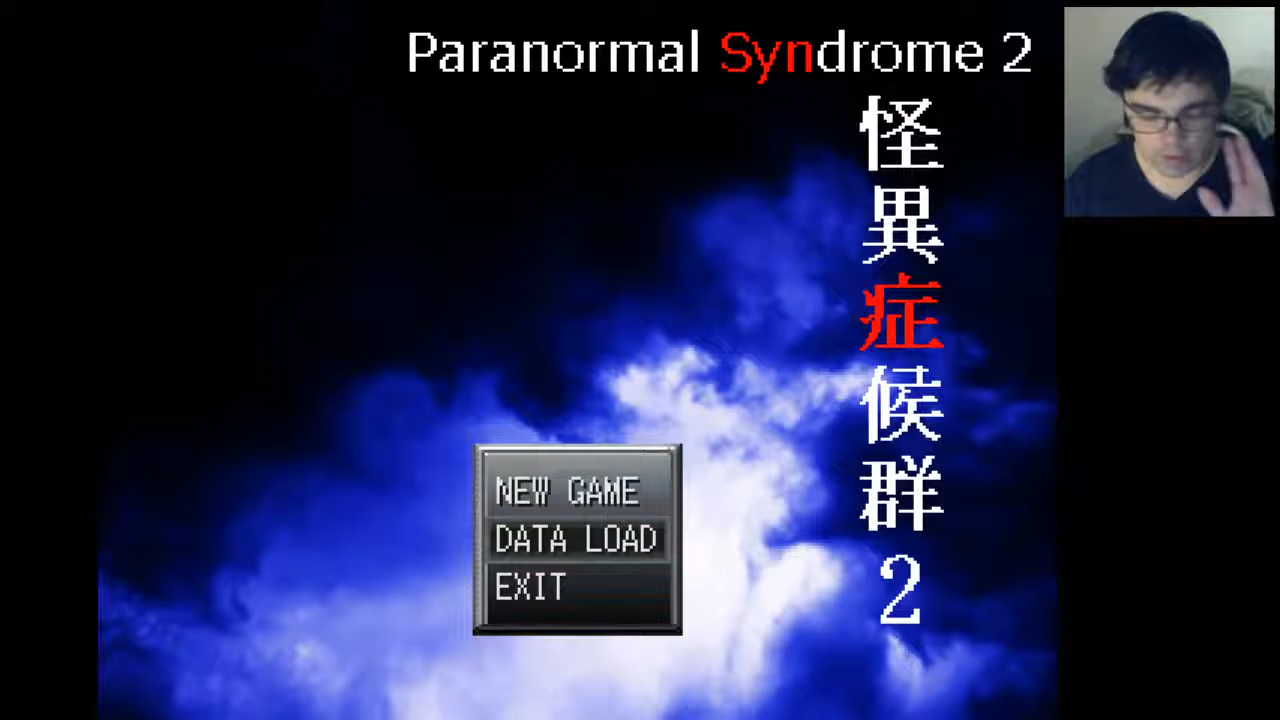 Paranormal Syndrome 2
怪異症候群2
NEW GAME
DATA LOAD
EXIT